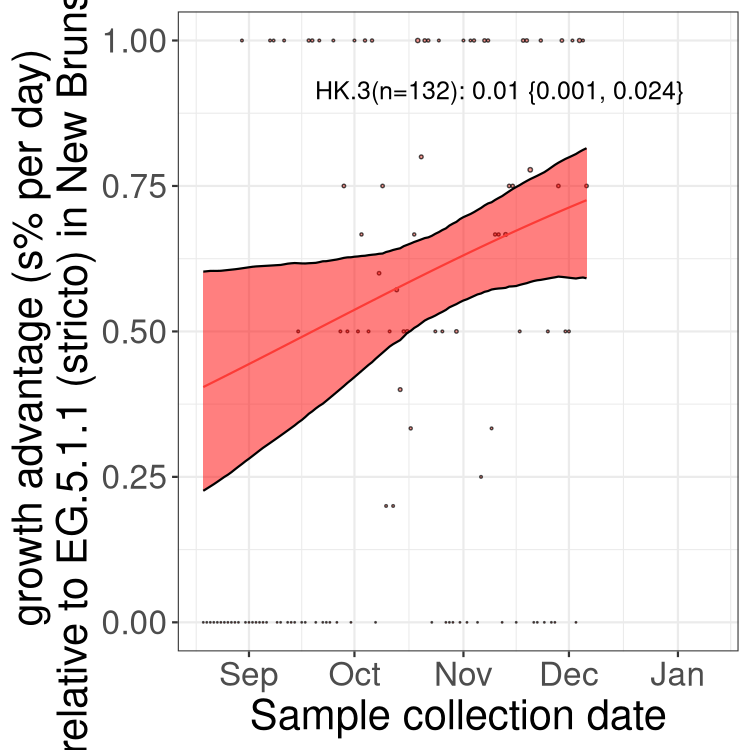 growth advantage (s% per day)
relative to EG.5.1.1 (stricto) in New
1.00
0.75
0.50
0.25
0.00
HK.3(n=132): 0.01 {0.001, 0.024}
Sep Oct Nov Dec Jan
Sample collection date